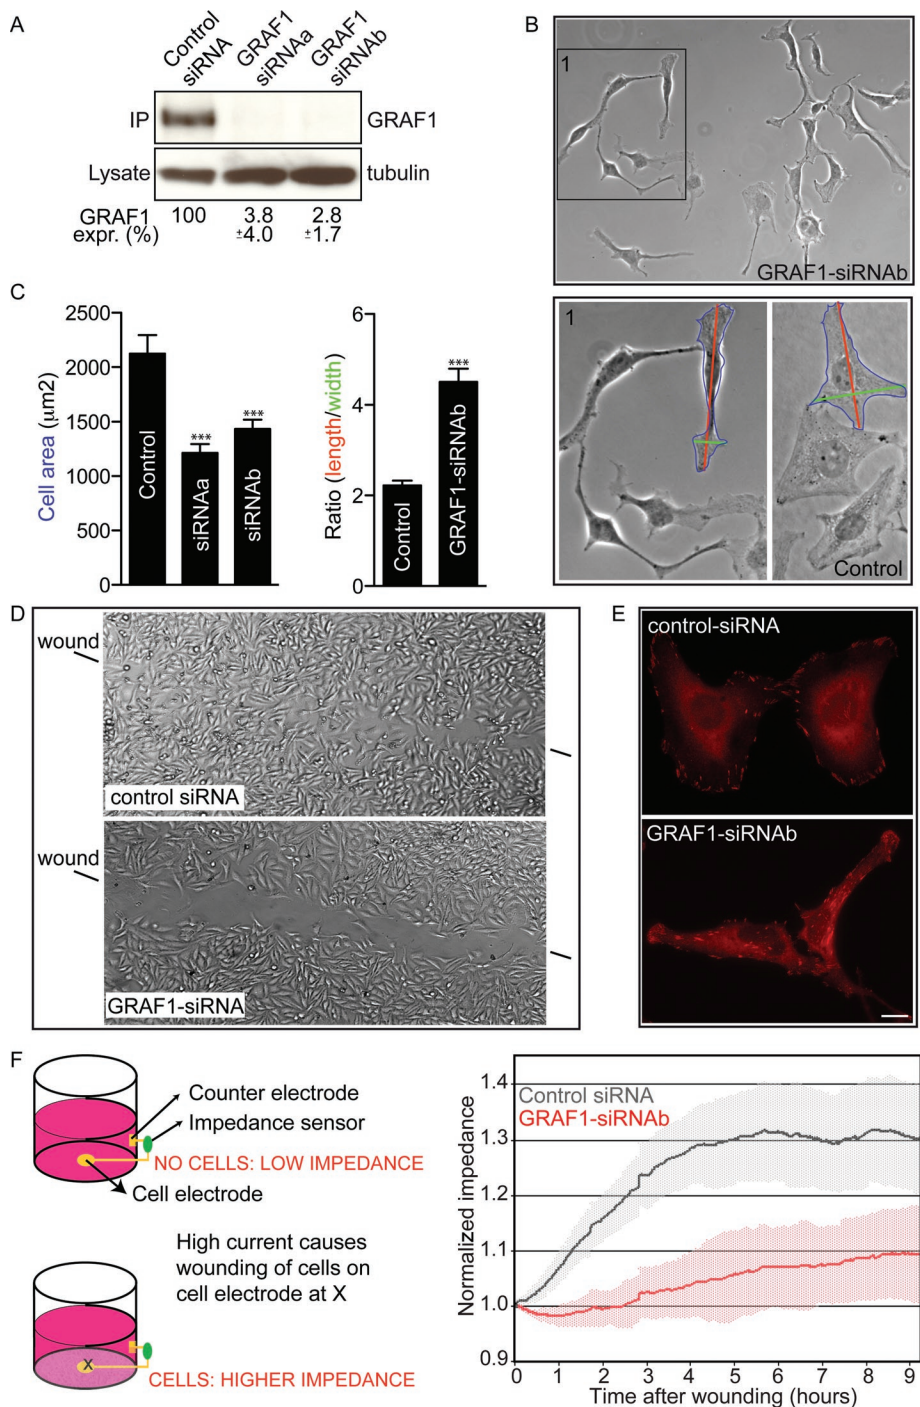 A
Control
siRNA
GRAF1
siRNAa
GRAF1
siRNAb
IP
GRAF1
Lysate
tubulin
GRAF1
expr. (%)
100
3.8
±4.0
2.8
±1.7
B
1
GRAF1-siRNAb
1
Control
C
2500
2000
1500
1000
500
0
Cell area (μm2)
Control
***
siRNAa
***
siRNAb
6
4
2
0
Ratio (length/width)
Control
***
GRAF1-siRNAb
D
wound
control siRNA
wound
GRAF1-siRNA
E
control-siRNA
GRAF1-siRNAb
F
Counter electrode
Impedance sensor
NO CELLS: LOW IMPEDANCE
Cell electrode
High current causes
wounding of cells on
cell electrode at X
X
CELLS: HIGHER IMPEDANCE
Normalized impedance
1.4
1.3
1.2
1.1
1.0
0.9
Control siRNA
GRAF1-siRNAb
0 1 2 3 4 5 6 7 8 9
Time after wounding (hours)